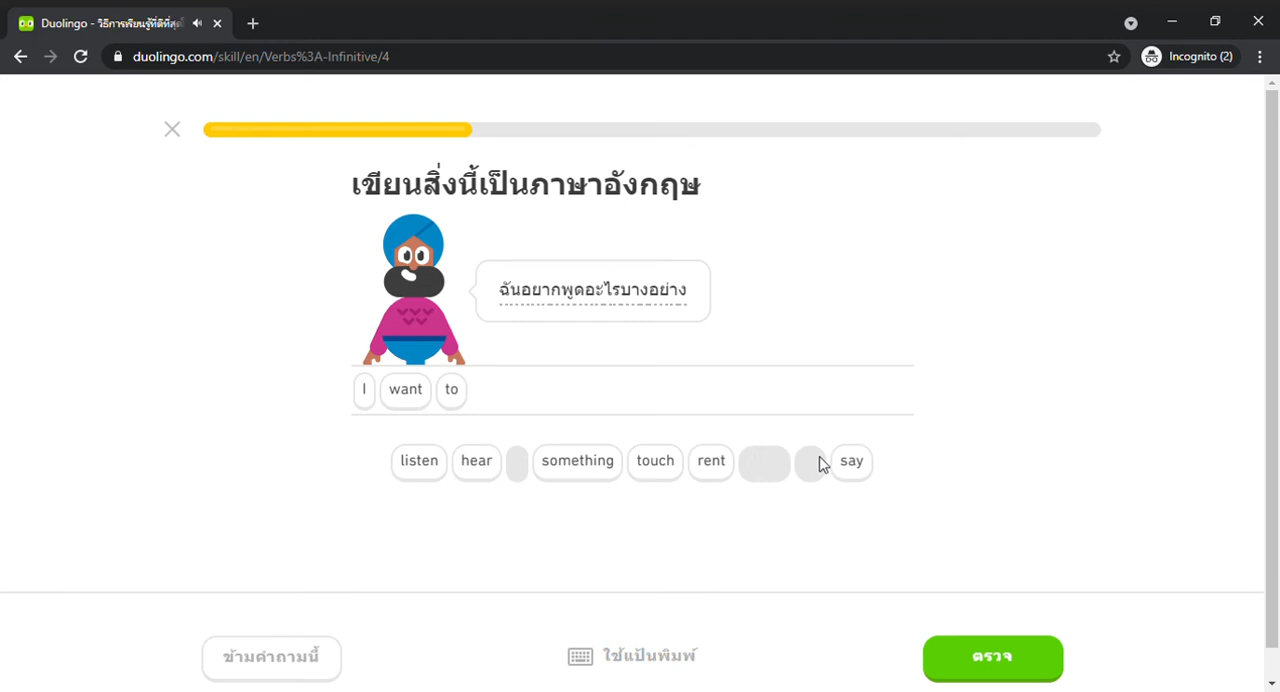 Duolingo - วิธีการเรียนรู้ที่ดีที่สุด
duolingo.com/skill/en/Verbs%3A-Infinitive/4
Incognito (2)
เขียนสิ่งนี้เป็นภาษาอังกฤษ
ฉันอยากพูดอะไรบางอย่าง
I want to
listen hear something touch rent say
ข้ามคำถามนี้
ใช้แป้นพิมพ์
ตรวจ